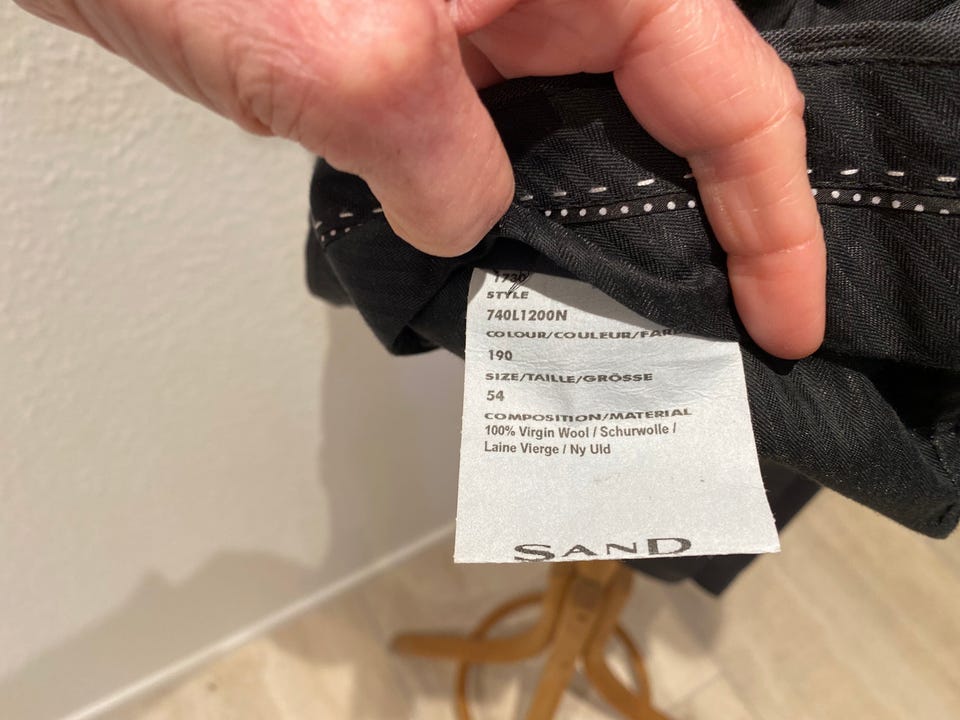 1730
STYLE
740L1200N
COLOUR/COULEUR/FAR
190
SIZE/TAILLE/GRÖSSE
54
COMPOSITION/MATERIAL
100% Virgin Wool / Schurwolle /
Laine Vierge / Ny Uld
SAND